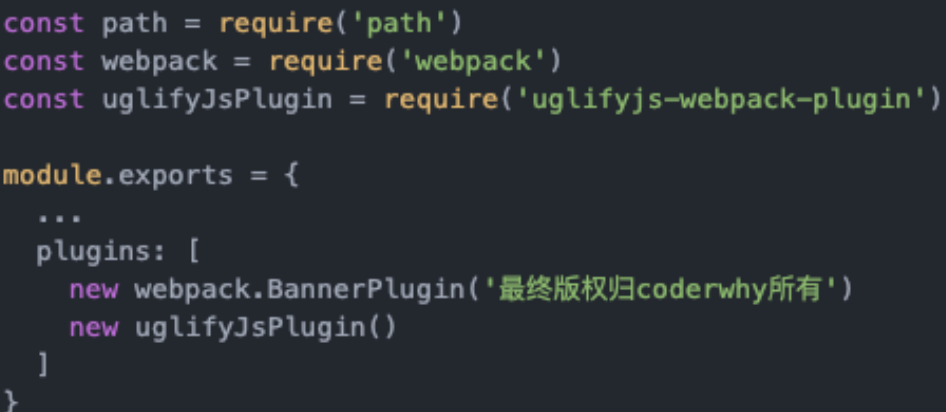 const path = require('path')
const webpack = require('webpack')
const uglifyJsPlugin = require('uglifyjs-webpack-plugin')
module.exports = {
...
plugins: [
new webpack.BannerPlugin('最终版权归coderwhy所有')
new uglifyJsPlugin()
]
}